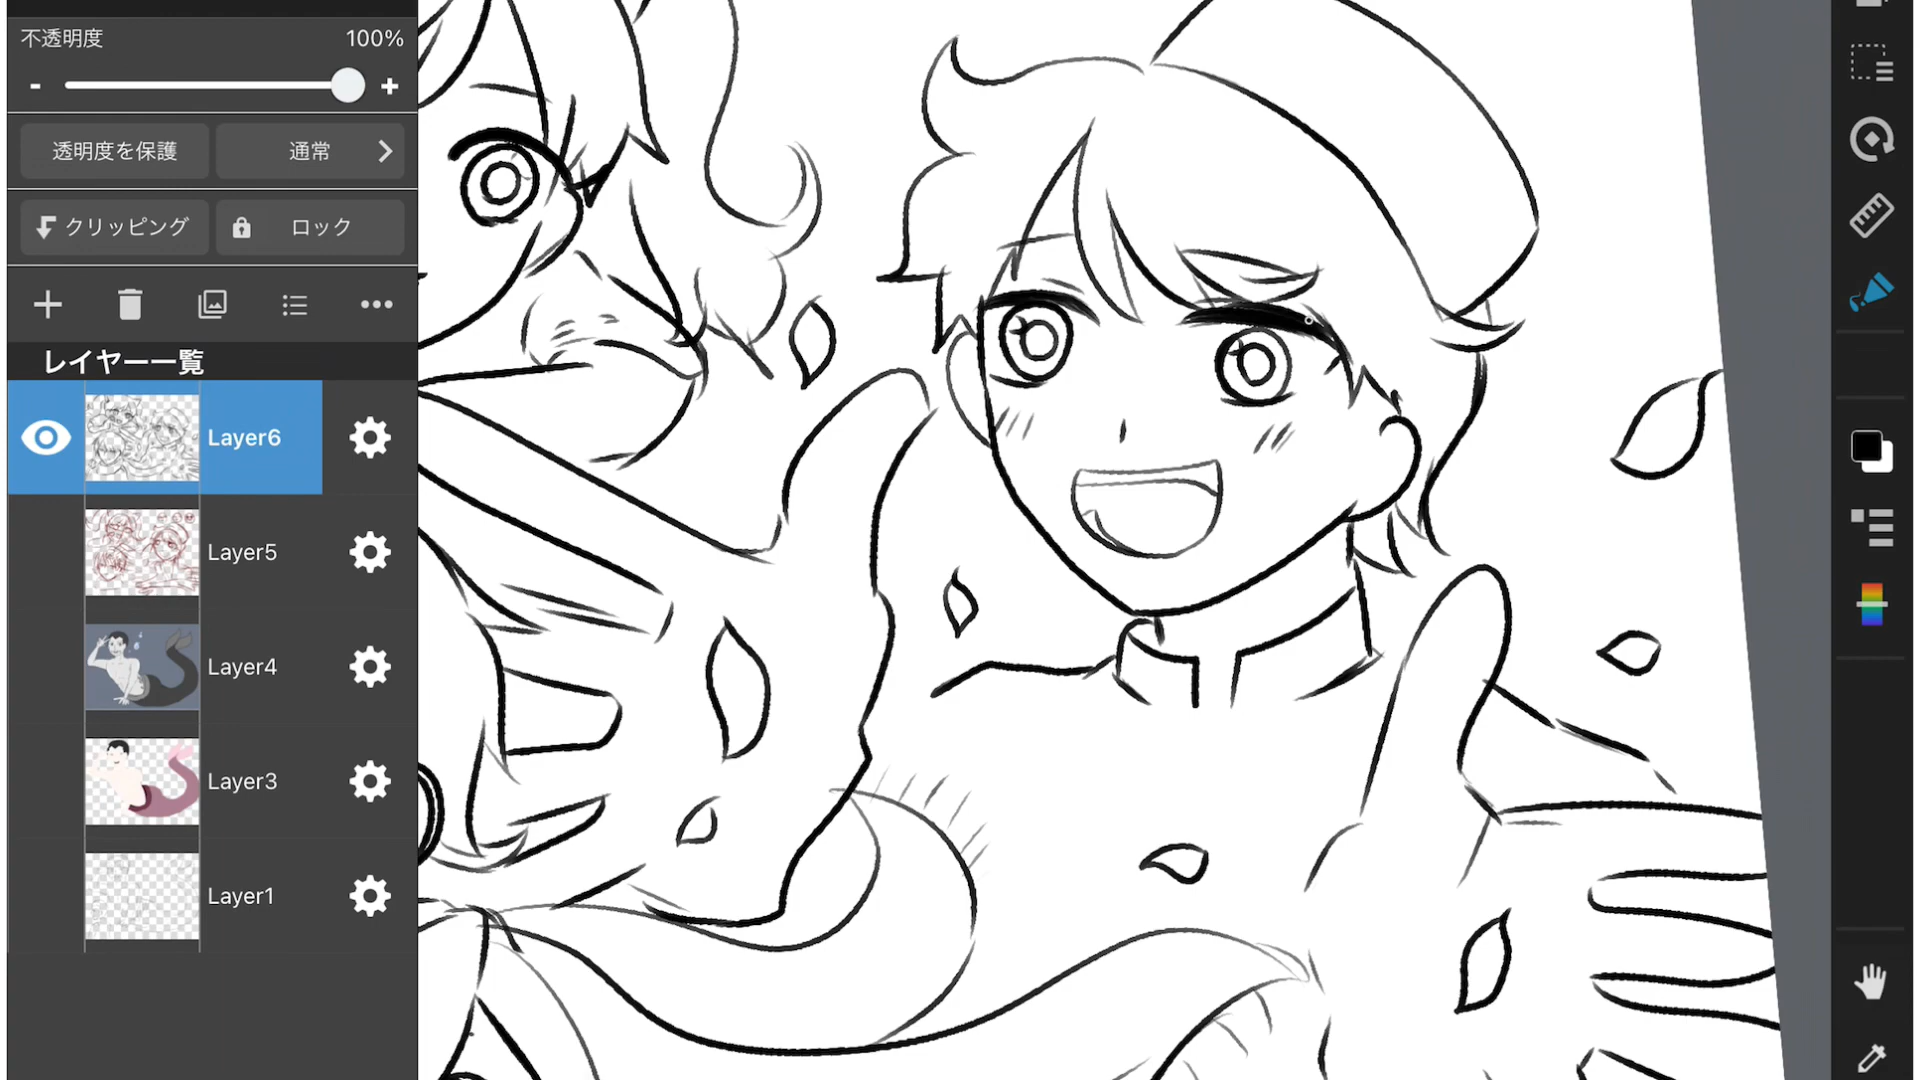 不透明度 100%
- +
透明度を保護 通常
クリッピング ロック
レイヤー一覧
Layer6
Layer5
Layer4
Layer3
Layer1